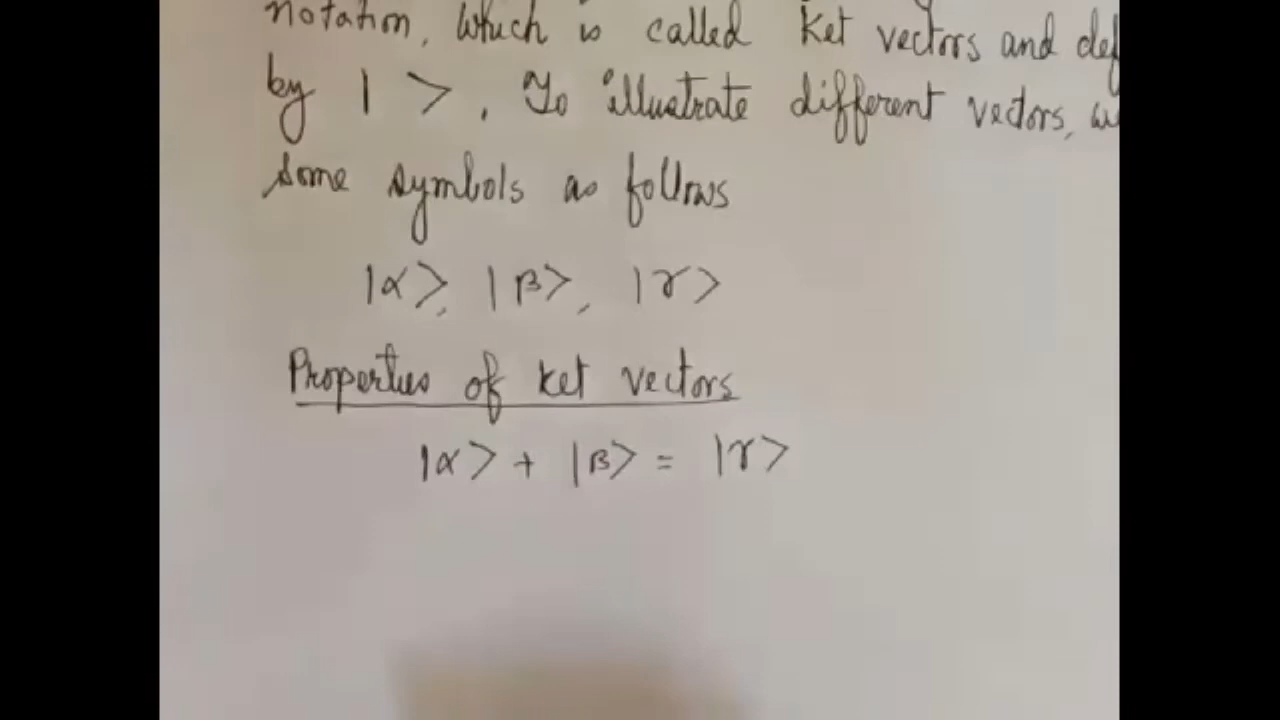 notation, which is called ket vectors and def
by | >. To illustrate different vectors,
some symbols as follows
|α>, |β>, |γ>
Properties of ket vectors
|α> + |β> = |γ>